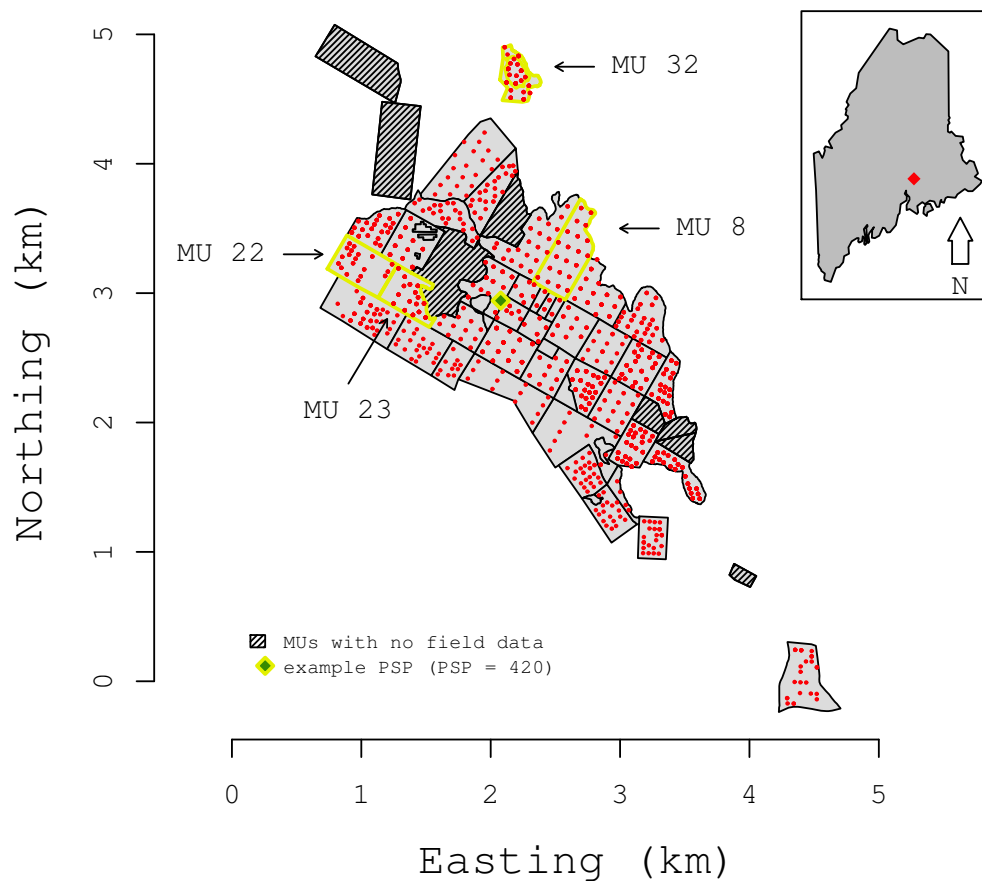 5
MU 32
4
MU 8
MU 22
3
N
MU 23
2
1
MUs with no field data
example PSP (PSP = 420)
0
0 1 2 3 4 5
Easting (km)
Northing (km)